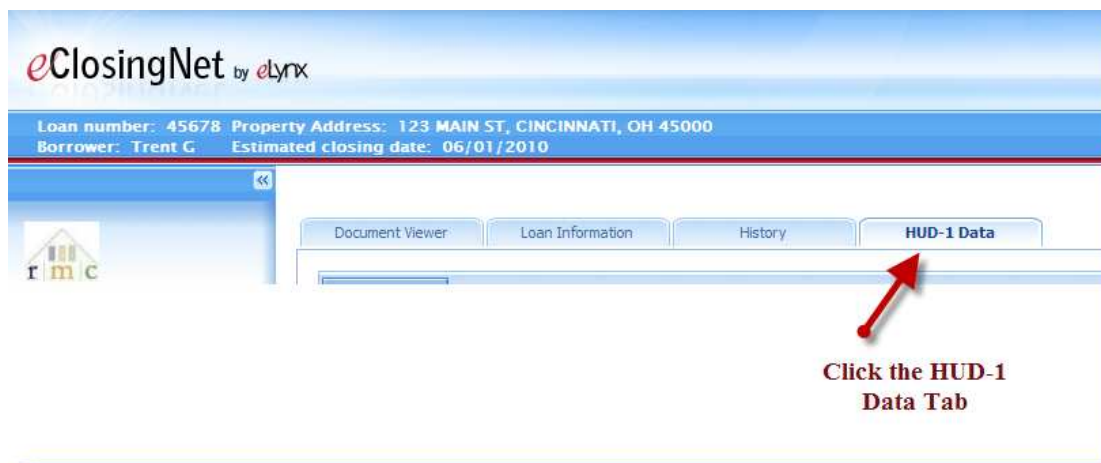 eClosingNet by eLynx
Loan number: 45678 Property Address: 123 MAIN ST, CINCINNATI, OH 45000
Borrower: Trent G Estimated closing date: 06/01/2010
«
Document Viewer Loan Information History HUD-1 Data
r m c
Click the HUD-1
Data Tab